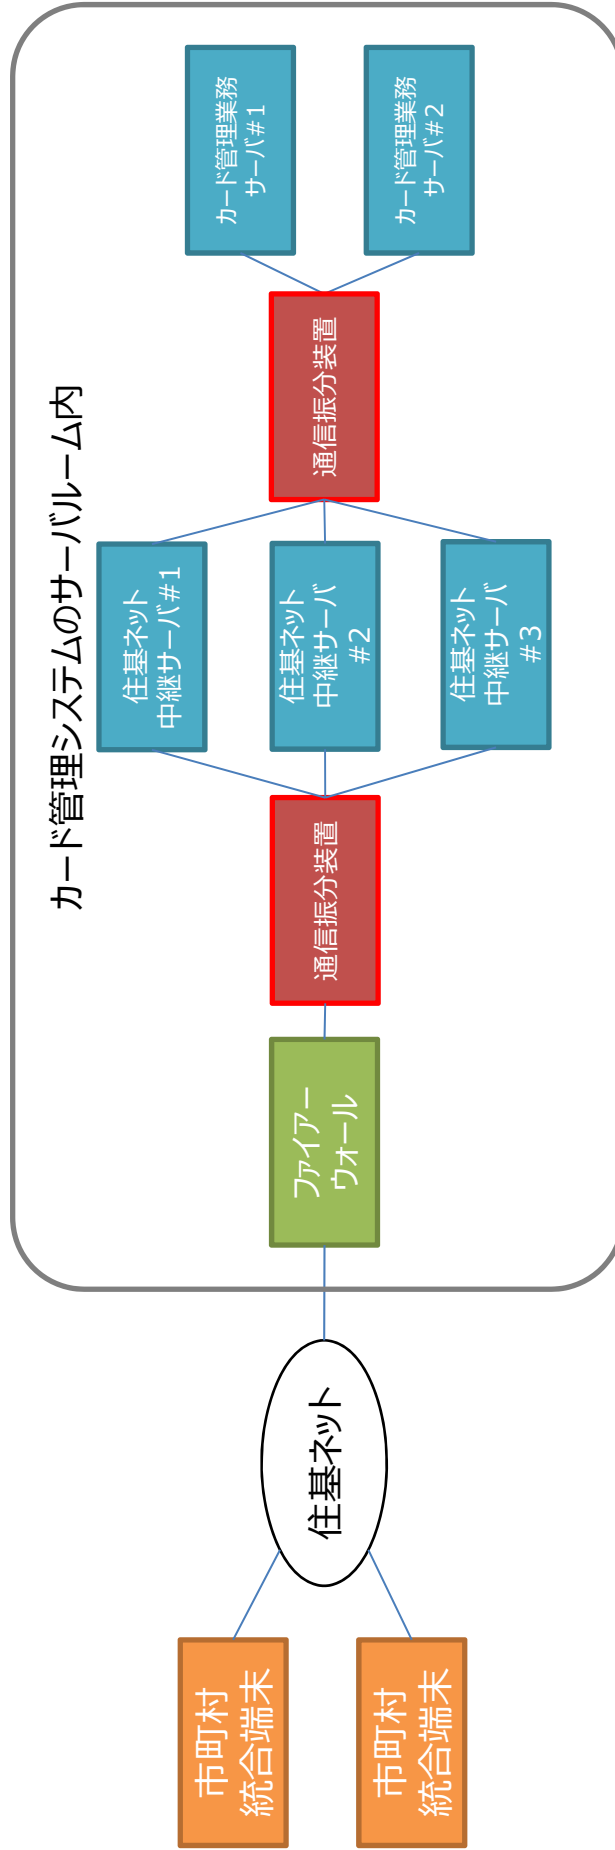 カード管理システムのサーバルーム内
市町村
統合端末
市町村
統合端末
住基ネット
ファイアー
ウォール
通信振分装置
住基ネット
中継サーバ#1
住基ネット
中継サーバ
#2
住基ネット
中継サーバ
#3
通信振分装置
カード管理業務
サーバ#1
カード管理業務
サーバ#2